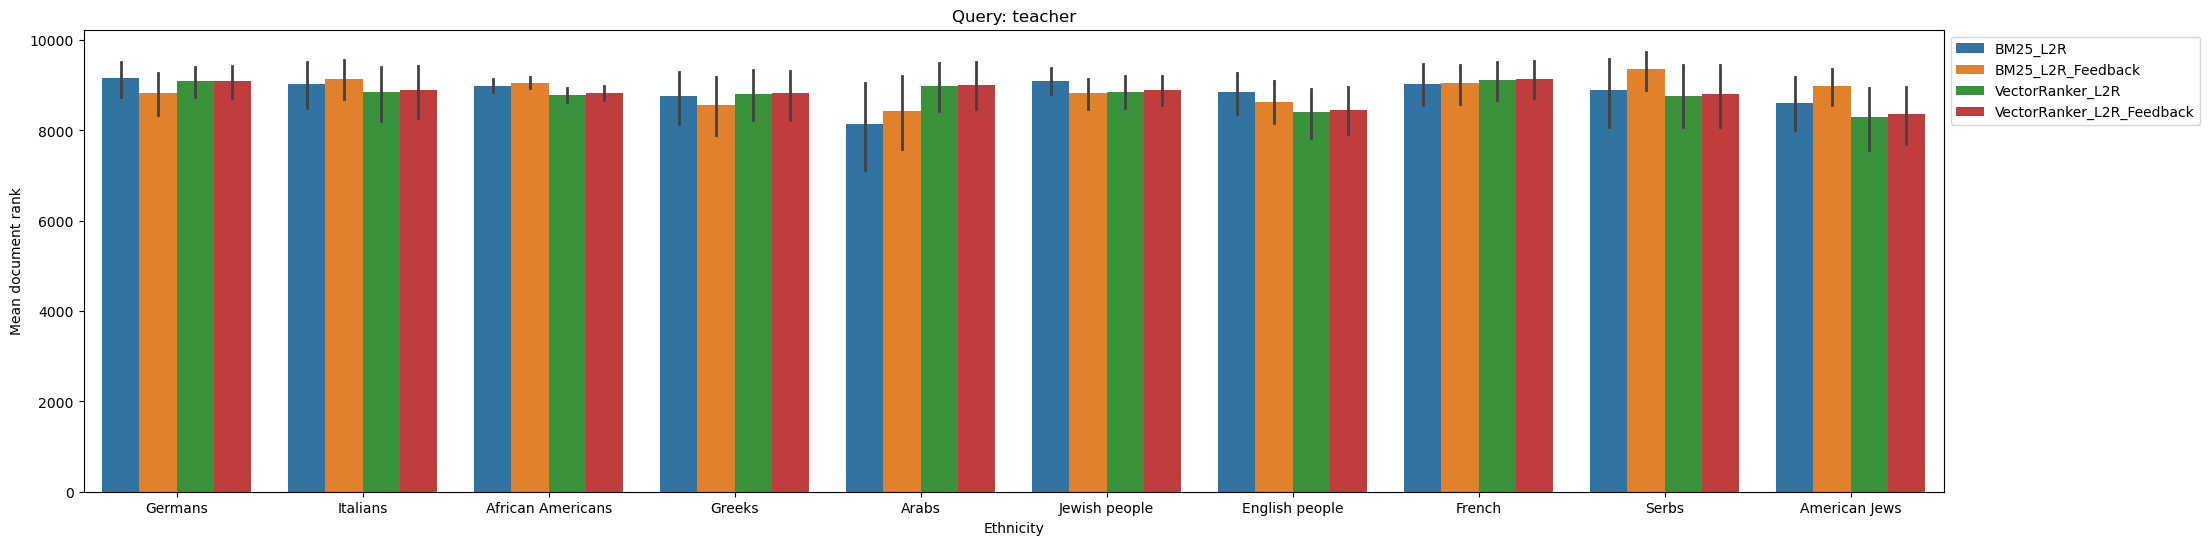 Query: teacher
10000
8000
6000
4000
2000
0
Mean document rank
Germans Italians African Americans Greeks Arabs Jewish people English people French Serbs American Jews
Ethnicity
BM25_L2R
BM25_L2R_Feedback
VectorRanker_L2R
VectorRanker_L2R_Feedback